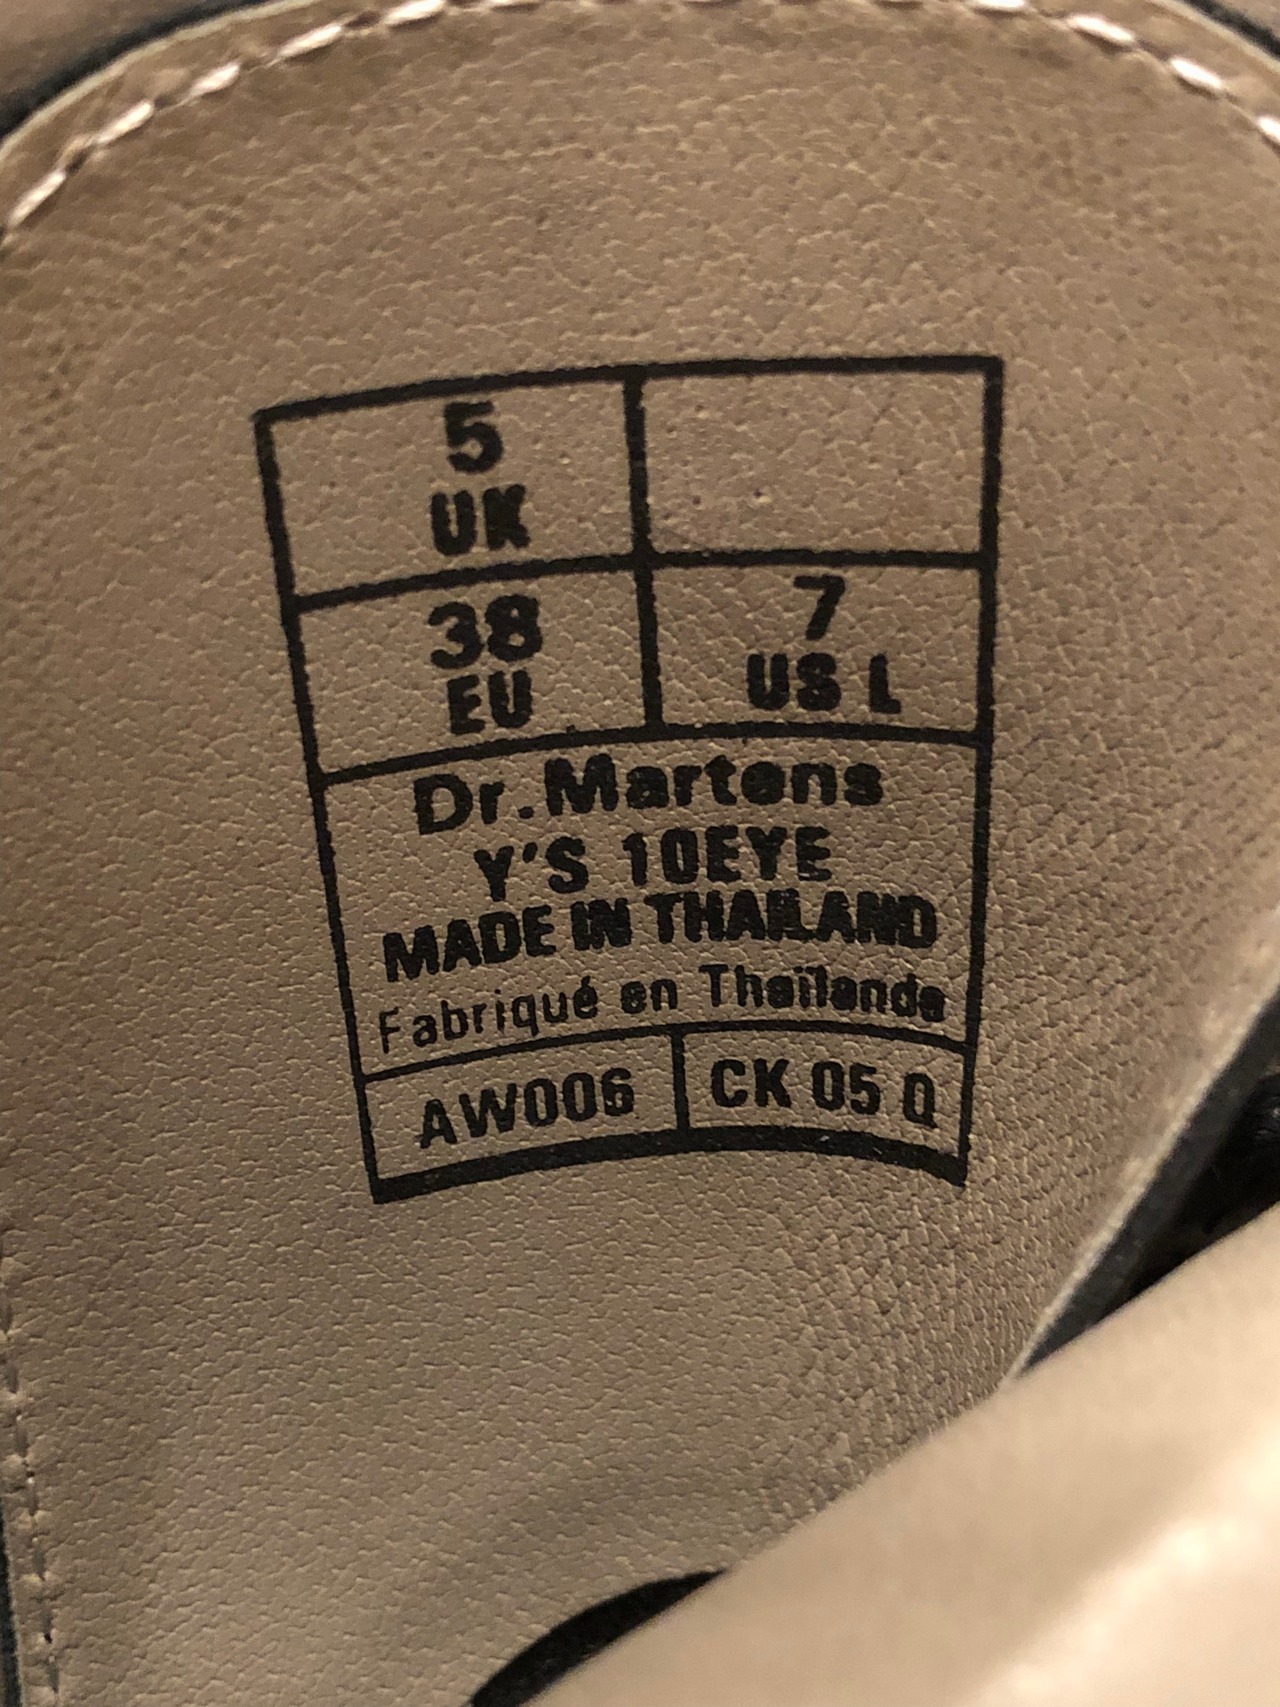 5
UK
38
EU
7
US L
Dr. Martens
Y'S 10EYE
MADE IN THAILAND
Fabriqué en Thaïlande
AW006
CK 05 Q